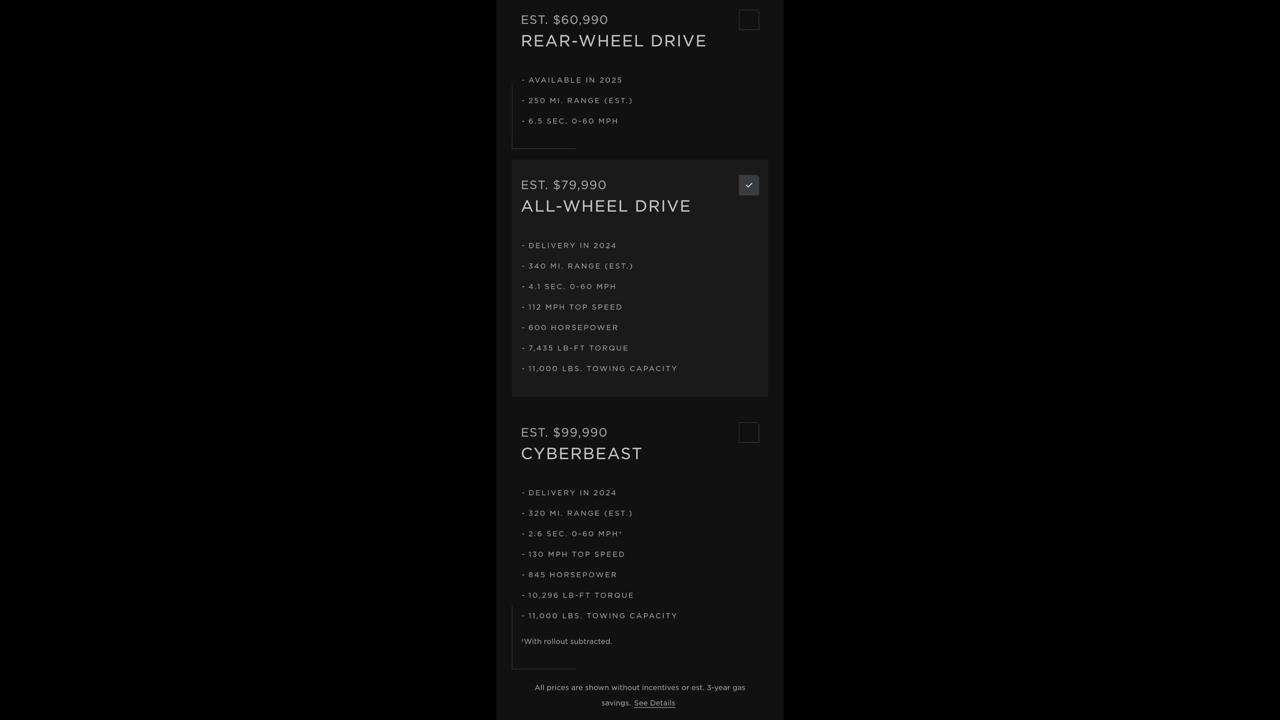 EST. $60,990
REAR-WHEEL DRIVE
- AVAILABLE IN 2025
- 250 MI. RANGE (EST.)
- 6.5 SEC. 0-60 MPH
EST. $79,990
ALL-WHEEL DRIVE
- DELIVERY IN 2024
- 340 MI. RANGE (EST.)
- 4.1 SEC. 0-60 MPH
- 112 MPH TOP SPEED
- 600 HORSEPOWER
- 7,435 LB-FT TORQUE
- 11,000 LBS. TOWING CAPACITY
EST. $99,990
CYBERBEAST
- DELIVERY IN 2024
- 320 MI. RANGE (EST.)
- 2.6 SEC. 0-60 MPH†
- 130 MPH TOP SPEED
- 845 HORSEPOWER
- 10,296 LB-FT TORQUE
- 11,000 LBS. TOWING CAPACITY
†With rollout subtracted.
All prices are shown without incentives or est. 3-year gas
savings. See Details